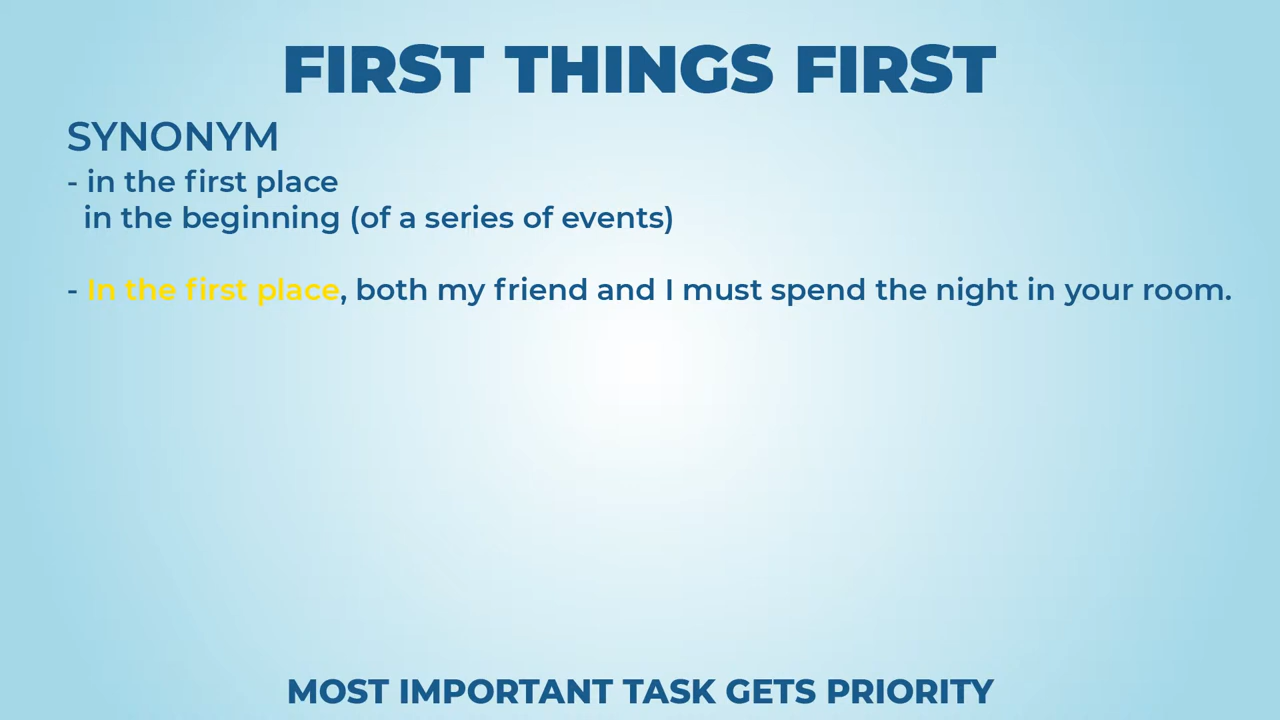 FIRST THINGS FIRST
SYNONYM
- in the first place
in the beginning (of a series of events)
- In the first place, both my friend and I must spend the night in your room.
MOST IMPORTANT TASK GETS PRIORITY